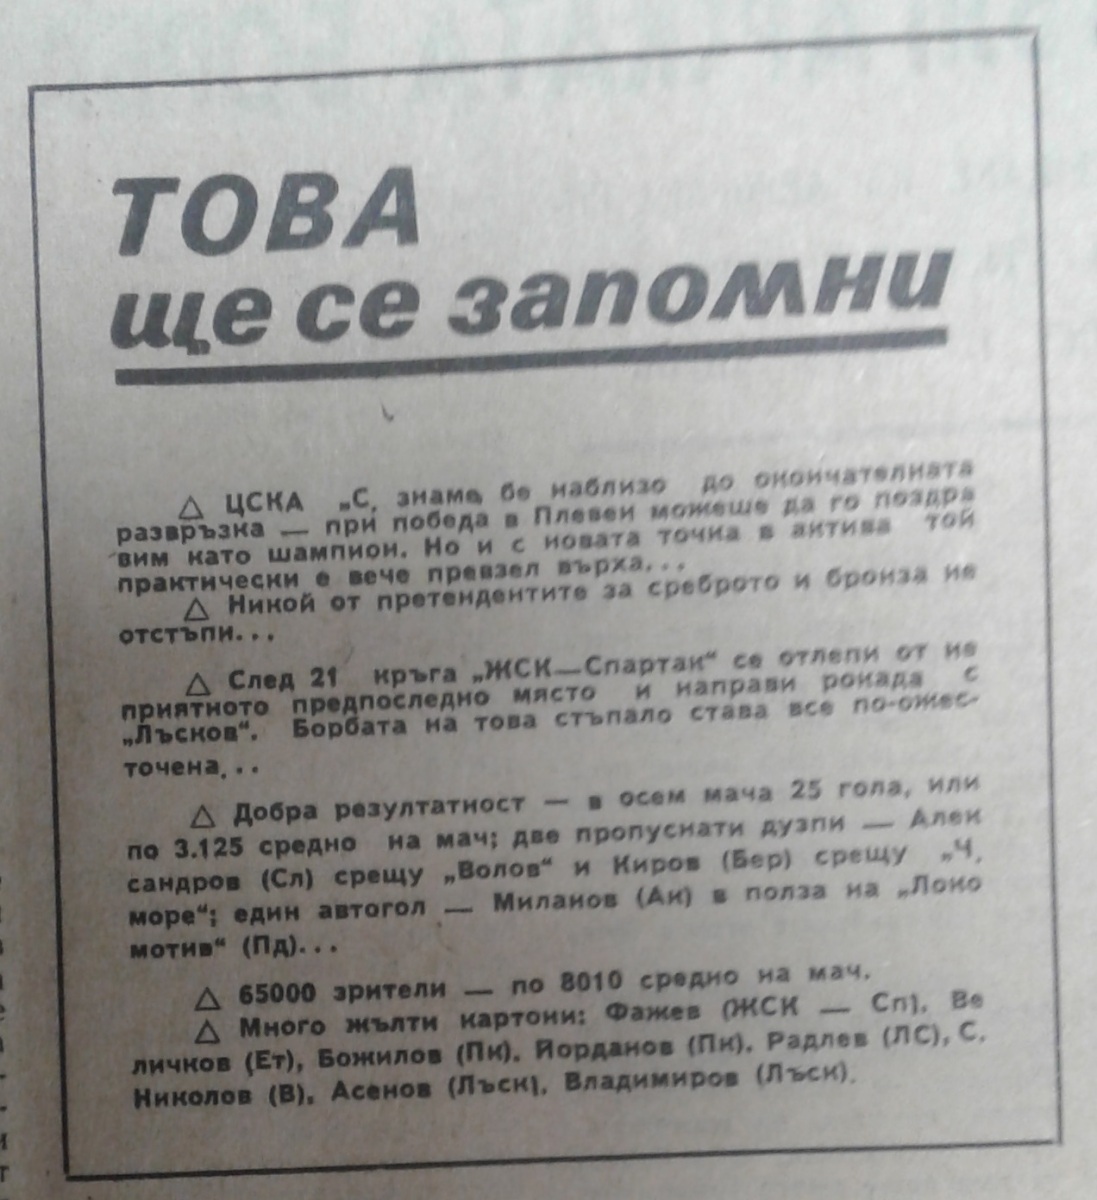 ТОВА
ще се запомни
△ ЦСКА „С. знаме бе наблизо до окончателната
развръзка — при победа в Плевен можеше да го поздра
вим като шампион. Но и с новата точка в актива той
практически е вече превзел върха...
△ Никой от претендентите за среброто и бронза не
отстъпи...
△ След 21 кръга „ЖСК—Спартак“ се отлепи от не
приятното предпоследно място и направи рокада с
„Лъсков“. Борбата на това стъпало става все по-ожес-
точена...
△ Добра резултатност — в осем мача 25 гола, или
по 3.125 средно на мач; две пропуснати дузпи — Алек
сандров (Сл) срещу „Волов“ и Киров (Бер) срещу „Ч.
море“; един автогол — Миланов (Ак) в полза на „Локо
мотив“ (Пд)...
△ 65000 зрители — по 8010 средно на мач.
△ Много жълти картони: Фажев (ЖСК — Сп), Ве
личков (Ет), Божилов (Пк), Йорданов (Пк), Радлев (ЛС), С.
Николов (В), Асенов (Лъск), Владимиров (Лъск).